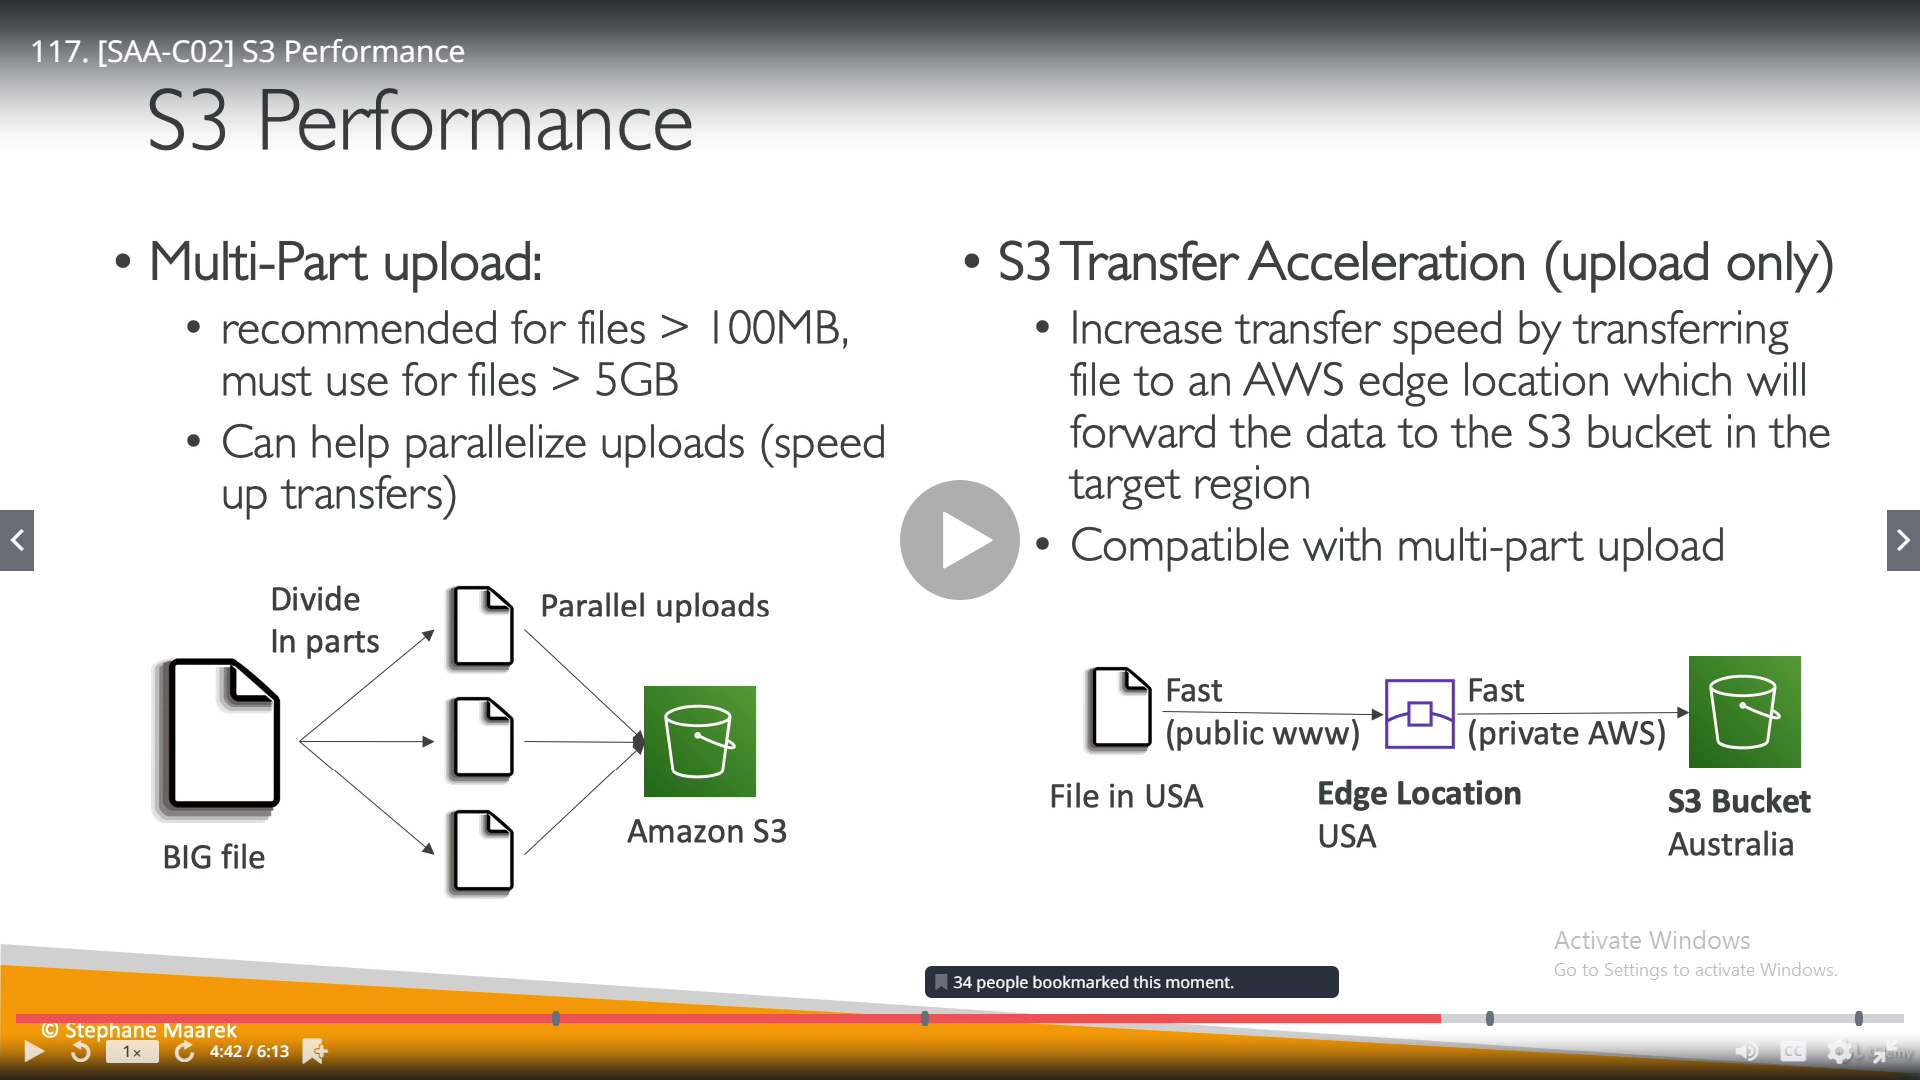 117. [SAA-C02] S3 Performance
S3 Performance
• Multi-Part upload:
• recommended for files > 100MB,
must use for files > 5GB
• Can help parallelize uploads (speed
up transfers)
Divide
In parts
Parallel uploads
BIG file
Amazon S3
• S3 Transfer Acceleration (upload only)
• Increase transfer speed by transferring
file to an AWS edge location which will
forward the data to the S3 bucket in the
target region
• Compatible with multi-part upload
Fast
(public www)
Fast
(private AWS)
File in USA
Edge Location
USA
S3 Bucket
Australia
Activate Windows
Go to Settings to activate Windows.
34 people bookmarked this moment.
© Stephane Maarek
1×
4:42 / 6:13
CC